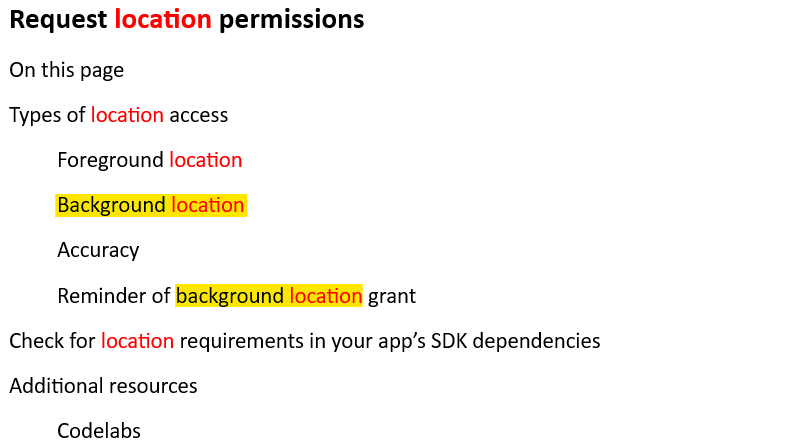 Request location permissions
On this page
Types of location access
Foreground location
Background location
Accuracy
Reminder of background location grant
Check for location requirements in your app’s SDK dependencies
Additional resources
Codelabs